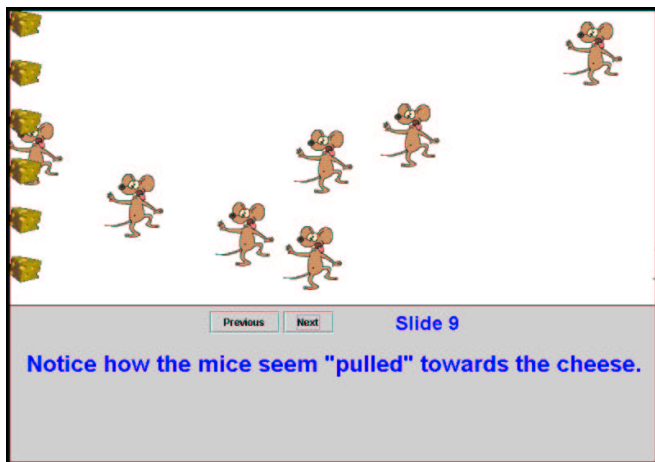 Previous Next Slide 9
Notice how the mice seem "pulled" towards the cheese.